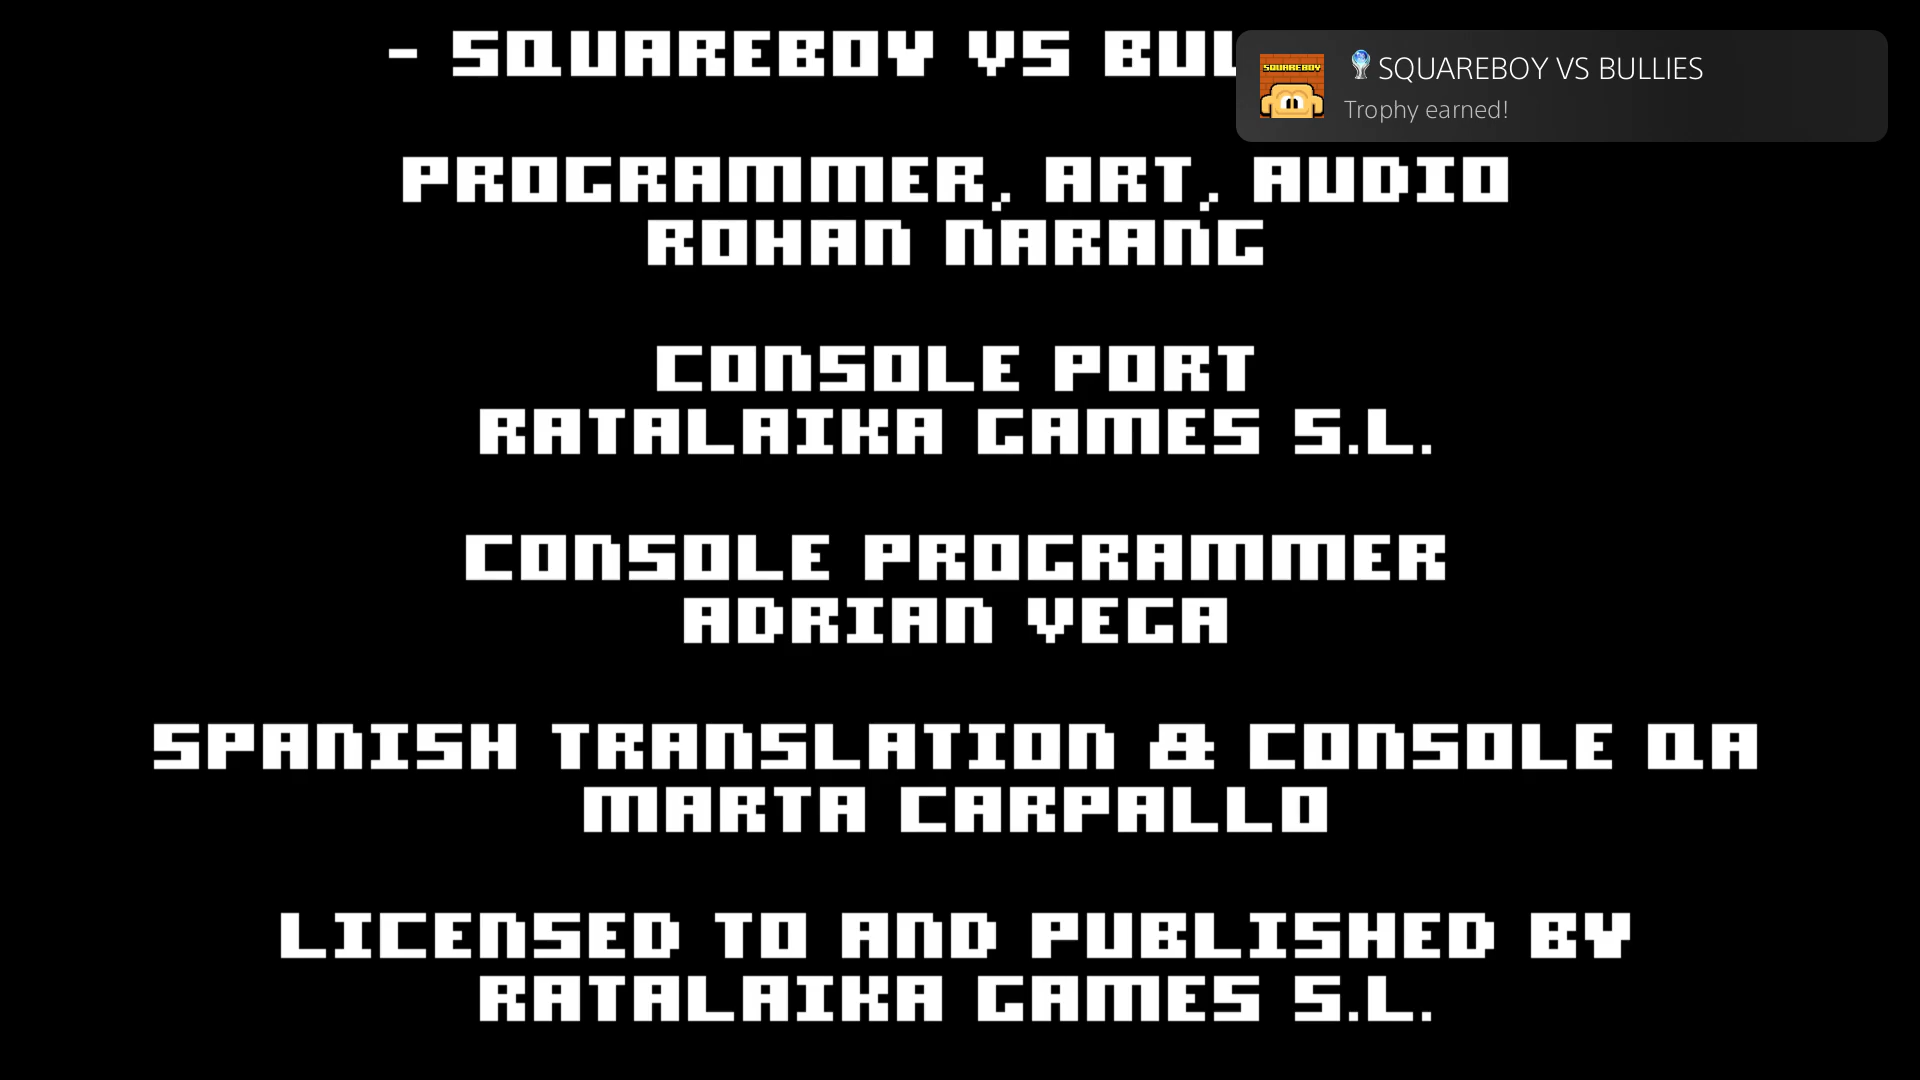 - SQUAREBOY VS BUL
SQUAREBOY
SQUAREBOY VS BULLIES
Trophy earned!
PROGRAMMER, ART, AUDIO
ROHAN NARANG
CONSOLE PORT
RATALAIKA GAMES S.L.
CONSOLE PROGRAMMER
ADRIAN VEGA
SPANISH TRANSLATION & CONSOLE QA
MARTA CARPALLO
LICENSED TO AND PUBLISHED BY
RATALAIKA GAMES S.L.